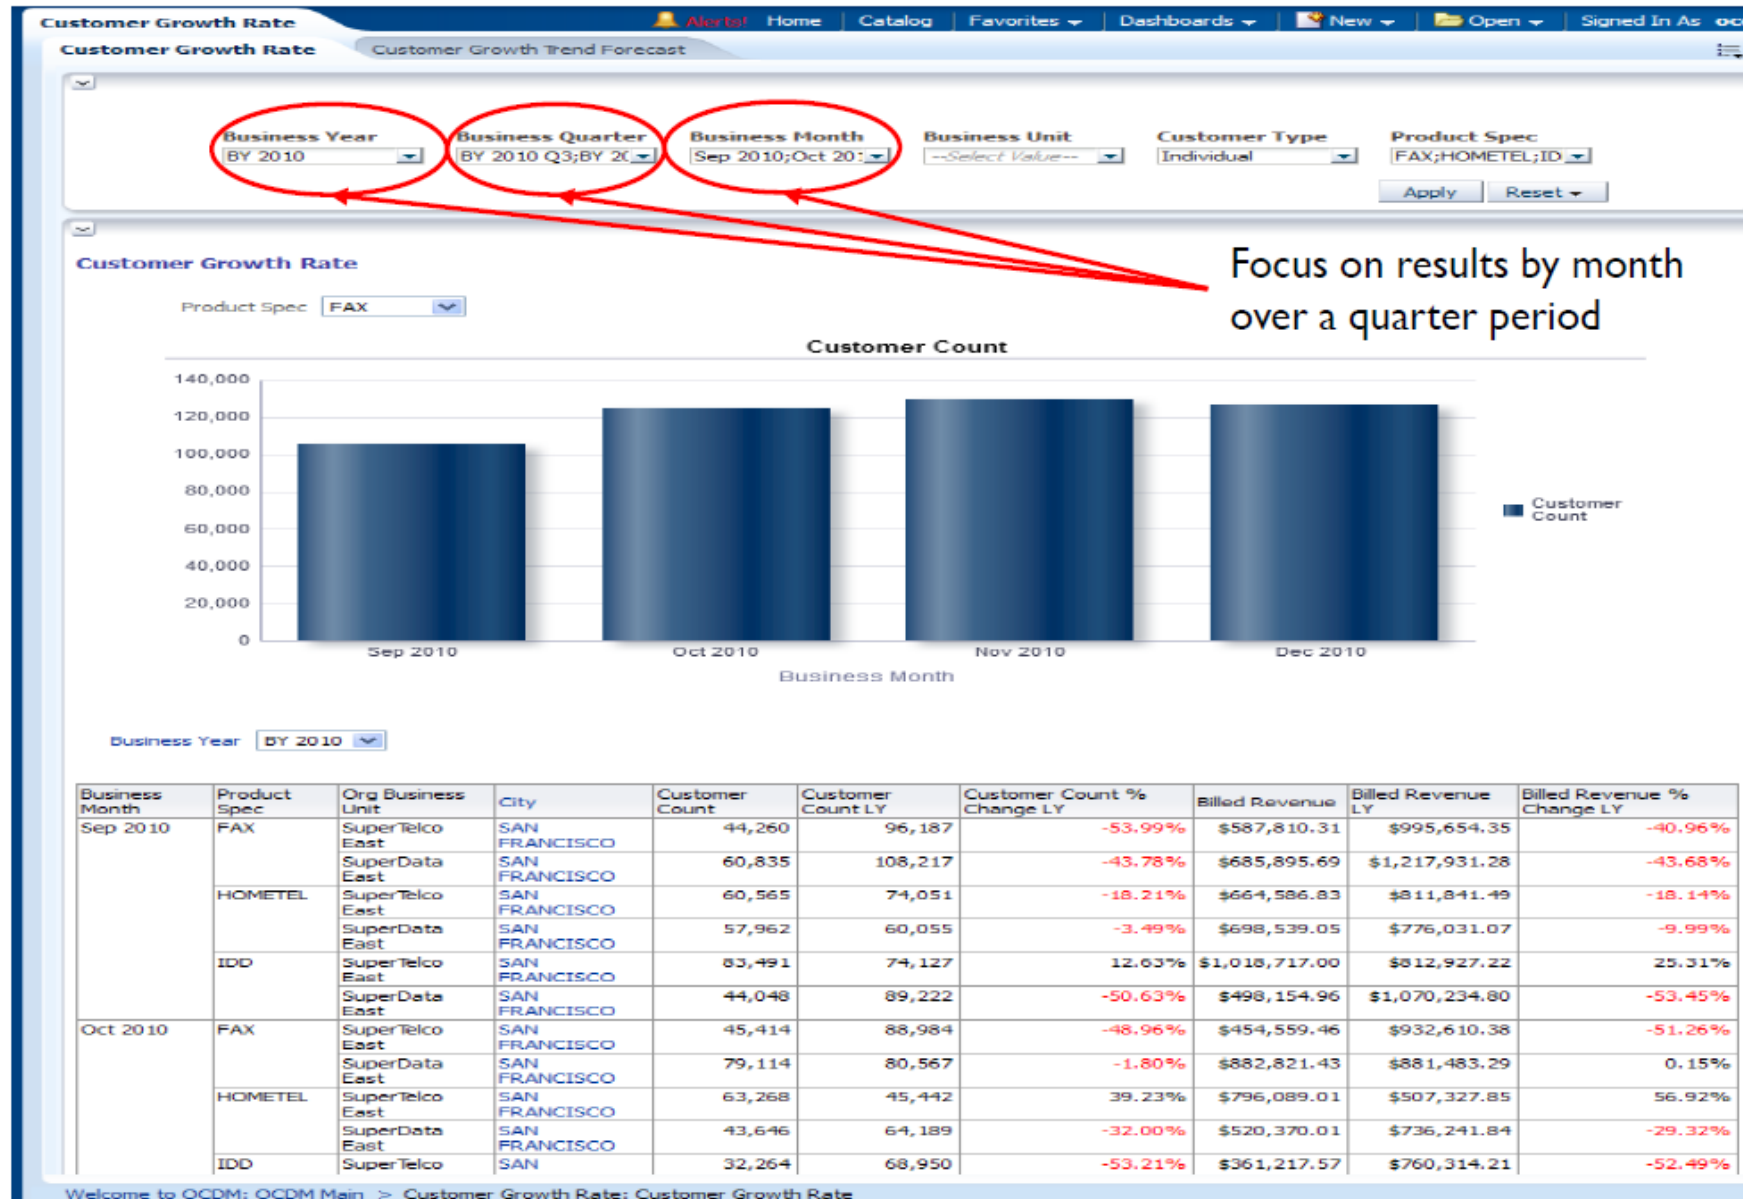 Customer Growth Rate
Alerts! Home Catalog Favorites Dashboards New Open Signed In As
Customer Growth Rate Customer Growth Trend Forecast
Business Year Business Quarter Business Month Business Unit Customer Type Product Spec
BY 2010 BY 2010 Q3;BY 20 Sep 2010;Oct 201 --Select Value-- Individual FAX;HOMETEL;ID
Apply Reset
Focus on results by month
over a quarter period
Customer Growth Rate
Product Spec FAX
Customer Count
140,000
120,000
100,000
80,000
60,000
40,000
20,000
0
Sep 2010 Oct 2010 Nov 2010 Dec 2010
Business Month
Customer
Count
Business Year BY 2010
Business Month Product Spec Org Business Unit City Customer Count Customer Count LY Customer Count % Change LY Billed Revenue Billed Revenue LY Billed Revenue % Change LY
Sep 2010 FAX SuperTelco East SAN FRANCISCO 44,260 96,187 -53.99% $587,810.31 $995,654.35 -40.96%
SuperData East SAN FRANCISCO 60,835 108,217 -43.78% $685,895.69 $1,217,931.28 -43.68%
HOMETEL SuperTelco East SAN FRANCISCO 60,565 74,051 -18.21% $664,586.83 $811,841.49 -18.14%
SuperData East SAN FRANCISCO 57,962 60,055 -3.49% $698,539.05 $776,031.07 -9.99%
IDD SuperTelco East SAN FRANCISCO 83,491 74,127 12.63% $1,018,717.00 $812,927.22 25.31%
SuperData East SAN FRANCISCO 44,048 89,222 -50.63% $498,154.96 $1,070,234.80 -53.45%
Oct 2010 FAX SuperTelco East SAN FRANCISCO 45,414 88,984 -48.96% $454,559.46 $932,610.38 -51.26%
SuperData East SAN FRANCISCO 79,114 80,567 -1.80% $882,821.43 $881,483.29 0.15%
HOMETEL SuperTelco East SAN FRANCISCO 63,268 45,442 39.23% $796,089.01 $507,327.85 56.92%
SuperData East SAN FRANCISCO 43,646 64,189 -32.00% $520,370.01 $736,241.84 -29.32%
IDD SuperTelco SAN 32,264 68,950 -53.21% $361,217.57 $760,314.21 -52.49%
Welcome to OCDM: OCDM Main > Customer Growth Rate: Customer Growth Rate